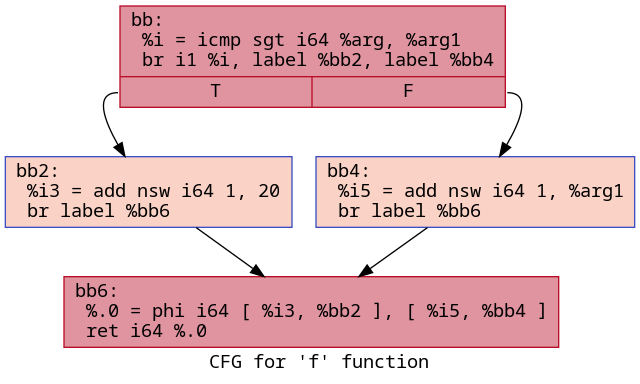 bb:
%i = icmp sgt i64 %arg, %arg1
br i1 %i, label %bb2, label %bb4
T F
bb2:
%i3 = add nsw i64 1, 20
br label %bb6
bb4:
%i5 = add nsw i64 1, %arg1
br label %bb6
bb6:
%.0 = phi i64 [ %i3, %bb2 ], [ %i5, %bb4 ]
ret i64 %.0
CFG for 'f' function